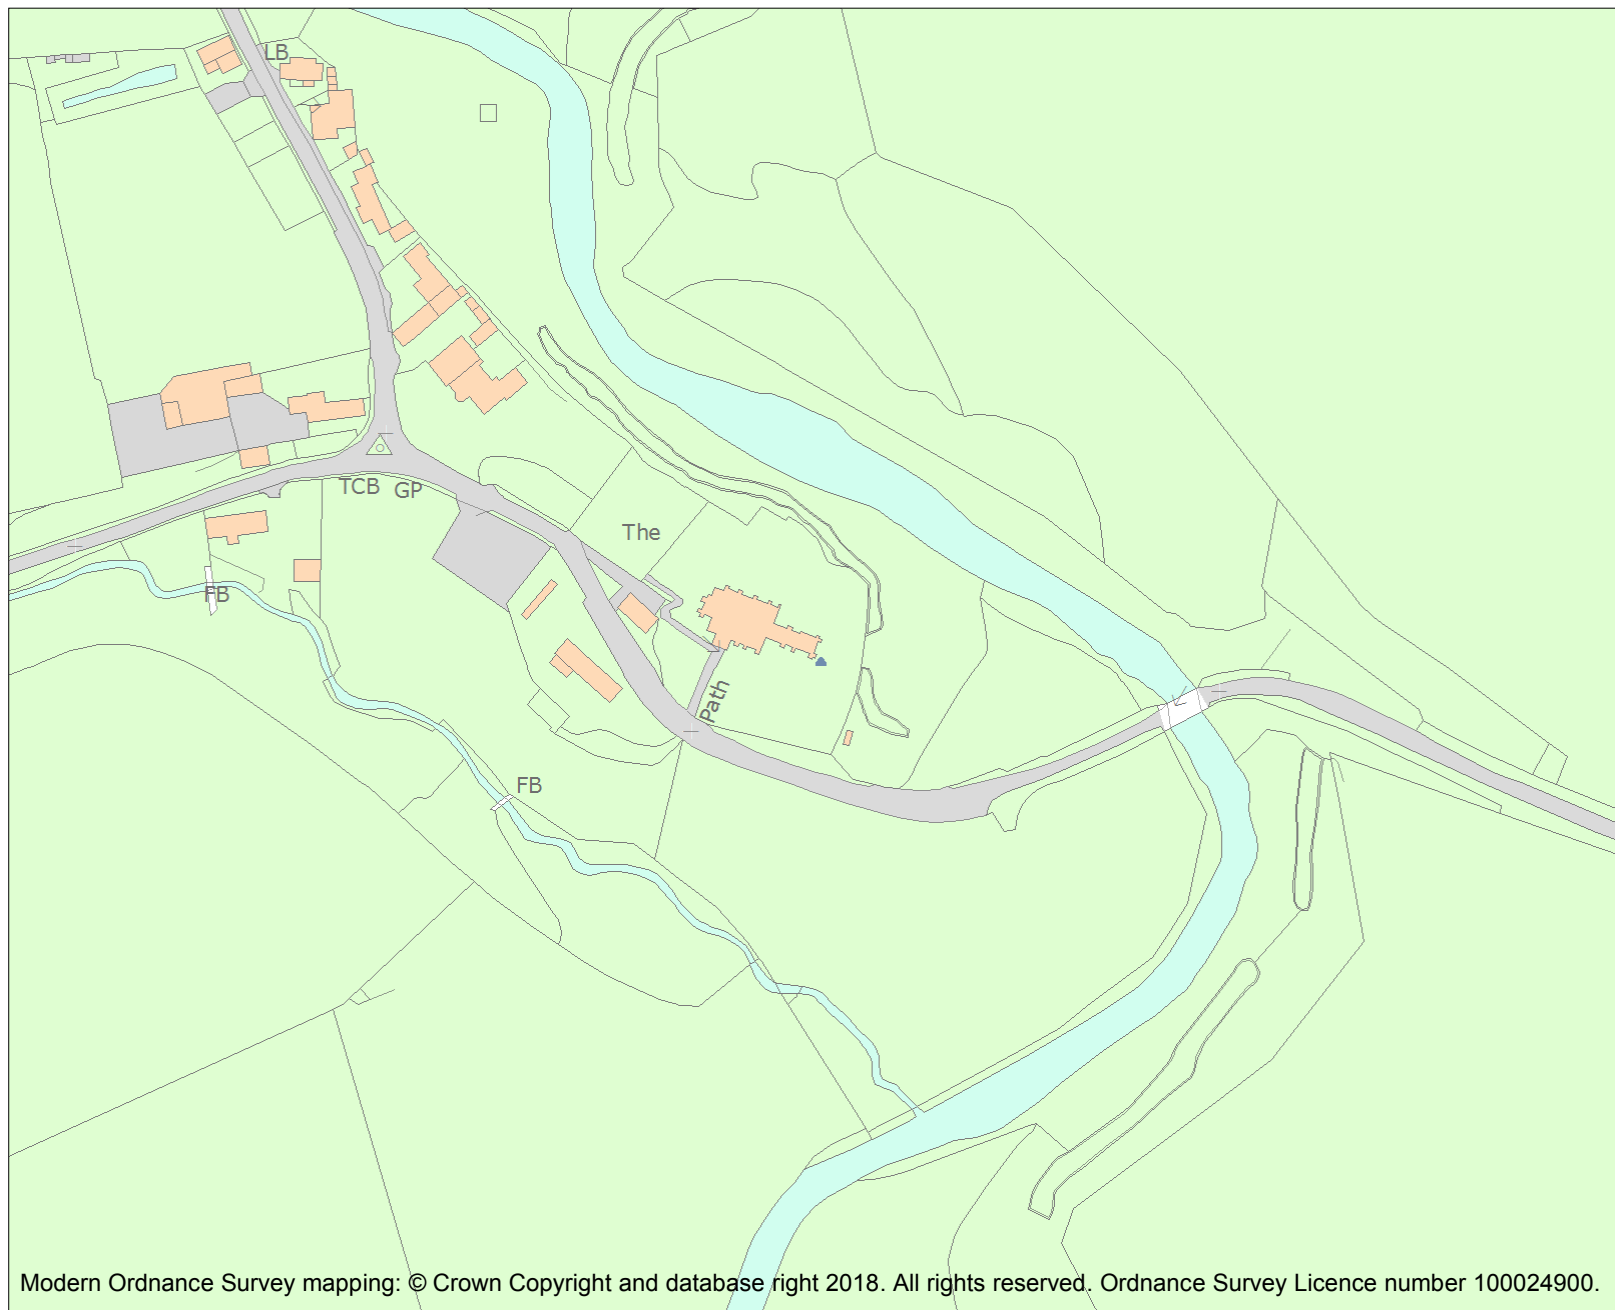 LB
TCB GP
The
FB
Path
FB
Modern Ordnance Survey mapping: © Crown Copyright and database right 2018. All rights reserved. Ordnance Survey Licence number 100024900.